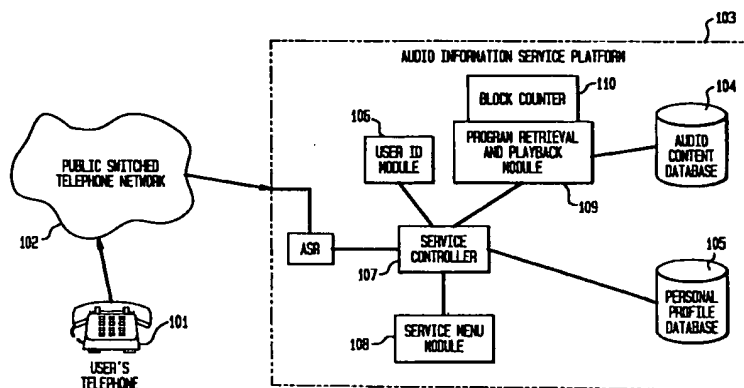 103
AUDIO INFORMATION SERVICE PLATFORM
110
BLOCK COUNTER
104
106
USER ID
MODULE
PROGRAM RETRIEVAL
AND PLAYBACK
MODULE
AUDIO
CONTENT
DATABASE
PUBLIC SWITCHED
TELEPHONE NETWORK
109
102
ASR
SERVICE
CONTROLLER
107
105
PERSONAL
PROFILE
DATABASE
101
SERVICE MENU
MODULE
108
USER'S
TELEPHONE